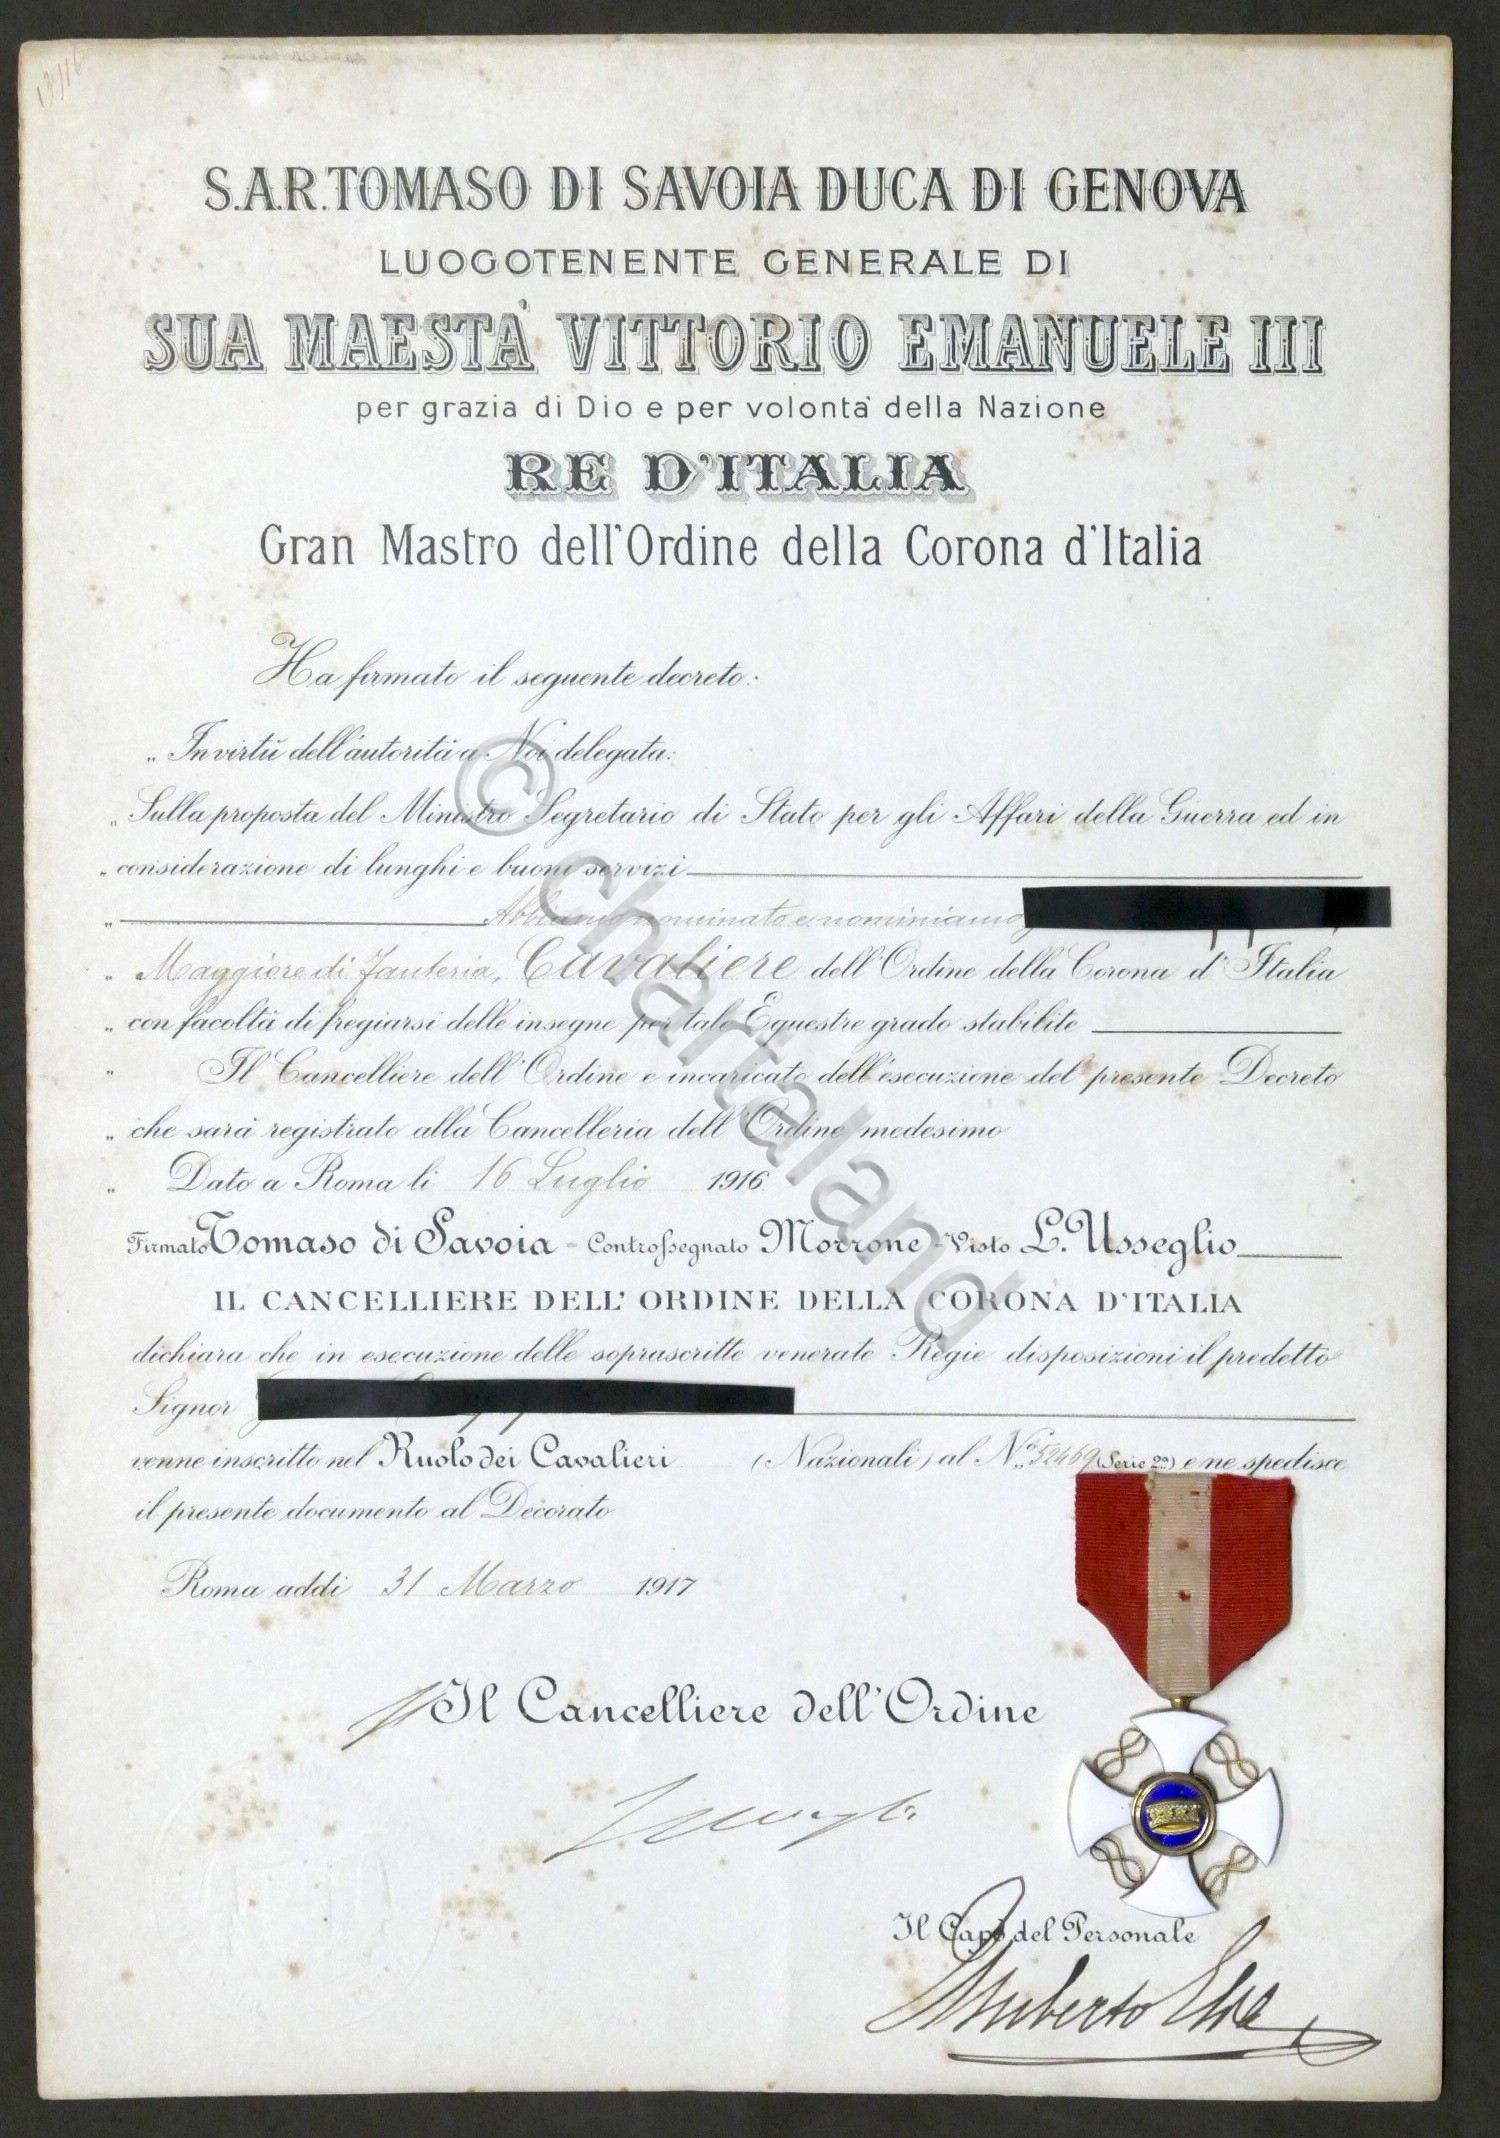 S.A.R. TOMASO DI SAVOIA DUCA DI GENOVA
LUOGOTENENTE GENERALE DI
SUA MAESTA' VITTORIO EMANUELE III
per grazia di Dio e per volonta' della Nazione
RE D'ITALIA
Gran Mastro dell'Ordine della Corona d'Italia
Ha firmato il seguente decreto:
„ In virtù dell'autorità a Noi delegata:
„ Sulla proposta del Ministro Segretario di Stato per gli Affari della Guerra ed in
„ considerazione di lunghi e buoni servizi
„ Abbiamo nominato e nominiamo
„ Maggiore di Fanteria, Cavaliere dell'Ordine della Corona d'Italia
„ con facoltà di fregiarsi delle insegne per tale Equestre grado stabilite
„ Il Cancelliere dell'Ordine e incaricato dell'esecuzione del presente Decreto
„ che sarà registrato alla Cancelleria dell'Ordine medesimo
„ Dato a Roma li 16 Luglio 1916.
Firmato Tomaso di Savoia - Controssegnato Morrone - Visto L. Usseglio
IL CANCELLIERE DELL'ORDINE DELLA CORONA D'ITALIA
dichiara che in esecuzione delle soprascritte venerate Regie disposizioni il predetto
Signor
venne inscritto nel Ruolo dei Cavalieri (Nazionali) al N.° 52469 (Serie 2ª) e ne spedisce
il presente documento al Decorato.
Roma addì 31 Marzo 1917
Il Cancelliere dell'Ordine
Il Capo del Personale
Umberto
© Chartaland